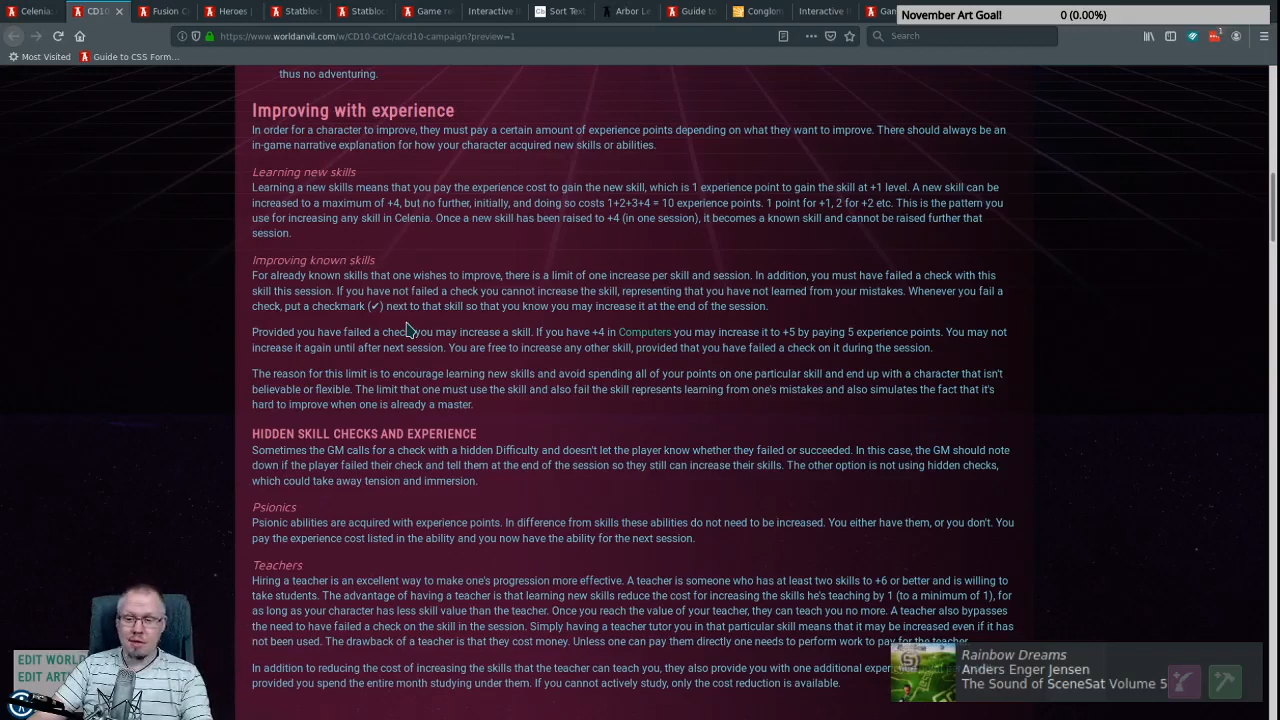 Celenia:
CD10
Fusion C
Heroes |
Statblo
Statblo
Game re
Interactive
Sort Text
Arbor Le
Guide to
Conglom
Interactive
Gan
November Art Goal! 0 (0.00%)
https://www.worldanvil.com/w/CD10-CotC/a/cd10-campaign?preview=1
Search
Most Visited
Guide to CSS Form...
thus no adventuring.
Improving with experience
In order for a character to improve, they must pay a certain amount of experience points depending on what they want to improve. There should always be an
in-game narrative explanation for how your character acquired new skills or abilities.
Learning new skills
Learning a new skills means that you pay the experience cost to gain the new skill, which is 1 experience point to gain the skill at +1 level. A new skill can be
increased to a maximum of +4, but no further, initially, and doing so costs 1+2+3+4 = 10 experience points. 1 point for +1, 2 for +2 etc. This is the pattern you
use for increasing any skill in Celenia. Once a new skill has been raised to +4 (in one session), it becomes a known skill and cannot be raised further that
session.
Improving known skills
For already known skills that one wishes to improve, there is a limit of one increase per skill and session. In addition, you must have failed a check with this
skill this session. If you have not failed a check you cannot increase the skill, representing that you have not learned from your mistakes. Whenever you fail a
check, put a checkmark (✔) next to that skill so that you know you may increase it at the end of the session.
Provided you have failed a check you may increase a skill. If you have +4 in Computers you may increase it to +5 by paying 5 experience points. You may not
increase it again until after next session. You are free to increase any other skill, provided that you have failed a check on it during the session.
The reason for this limit is to encourage learning new skills and avoid spending all of your points on one particular skill and end up with a character that isn't
believable or flexible. The limit that one must use the skill and also fail the skill represents learning from one's mistakes and also simulates the fact that it's
hard to improve when one is already a master.
HIDDEN SKILL CHECKS AND EXPERIENCE
Sometimes the GM calls for a check with a hidden Difficulty and doesn't let the player know whether they failed or succeeded. In this case, the GM should note
down if the player failed their check and tell them at the end of the session so they still can increase their skills. The other option is not using hidden checks,
which could take away tension and immersion.
Psionics
Psionic abilities are acquired with experience points. In difference from skills these abilities do not need to be increased. You either have them, or you don't. You
pay the experience cost listed in the ability and you now have the ability for the next session.
Teachers
Hiring a teacher is an excellent way to make one's progression more effective. A teacher is someone who has at least two skills to +6 or better and is willing to
take students. The advantage of having a teacher is that learning new skills reduce the cost for increasing the skills he's teaching by 1 (to a minimum of 1), for
as long as your character has less skill value than the teacher. Once you reach the value of your teacher, they can teach you no more. A teacher also bypasses
the need to have failed a check on the skill in the session. Simply having a teacher tutor you in that particular skill means that it may be increased even if it has
not been used. The drawback of a teacher is that they cost money. Unless one can pay them directly one needs to perform work to pay for the teacher.
In addition to reducing the cost of increasing the skills that the teacher can teach you, they also provide you with one additional exper
provided you spend the entire month studying under them. If you cannot actively study, only the cost reduction is available.
EDIT WORL
EDIT ART
Rainbow Dreams
Anders Enger Jensen
The Sound of SceneSat Volume 5